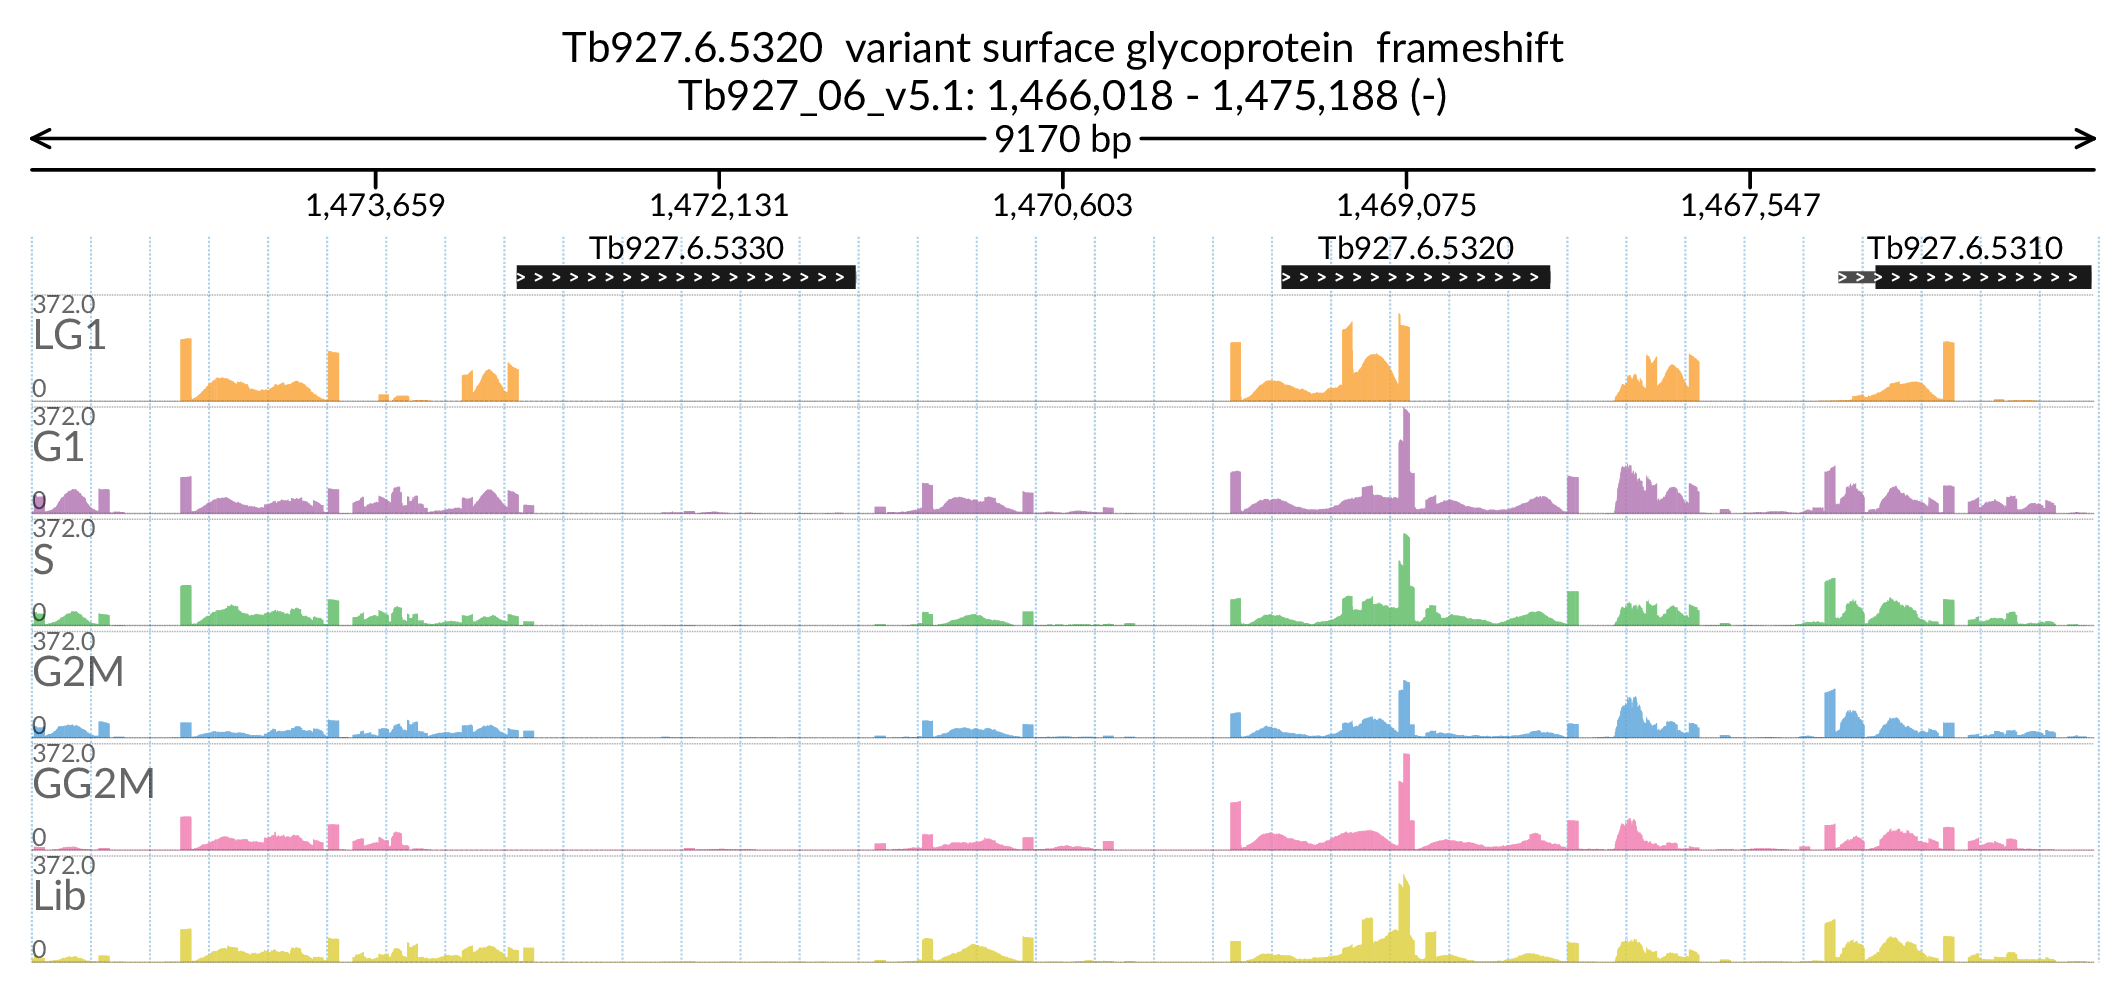 Tb927.6.5320 variant surface glycoprotein frameshift
Tb927_06_v5.1: 1,466,018 - 1,475,188 (-)
9170 bp
1,473,659 1,472,131 1,470,603 1,469,075 1,467,547
Tb927.6.5330 Tb927.6.5320 Tb927.6.5310
372.0
LG1
0
372.0
G1
0
372.0
S
0
372.0
G2M
0
372.0
GG2M
0
372.0
Lib
0